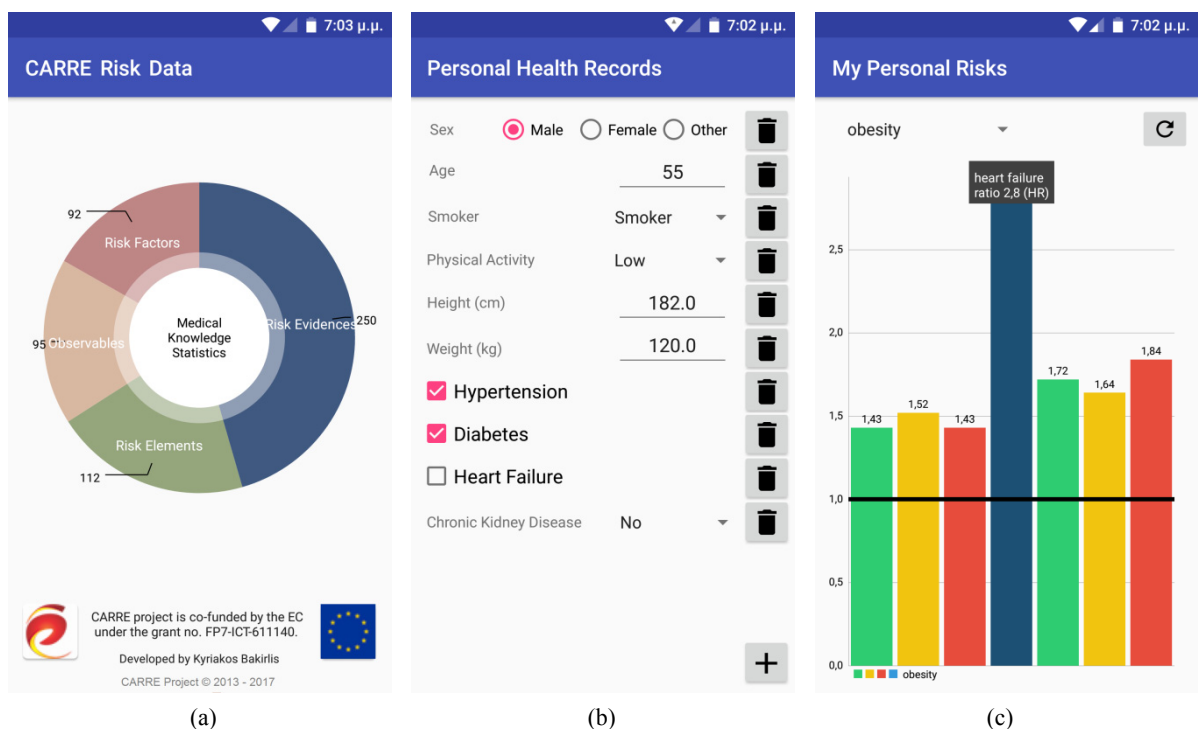 7:03 μ.μ.
CARRE Risk Data
92
Risk Factors
Risk Evidences
250
Medical
Knowledge
Statistics
95
Observables
Risk Elements
112
CARRE project is co-funded by the EC
under the grant no. FP7-ICT-611140.
Developed by Kyriakos Bakirlis
CARRE Project © 2013 - 2017
(a)
7:02 μ.μ.
Personal Health Records
Sex Male Female Other
Age 55
Smoker Smoker
Physical Activity Low
Height (cm) 182.0
Weight (kg) 120.0
Hypertension
Diabetes
Heart Failure
Chronic Kidney Disease No
+
(b)
7:02 μ.μ.
My Personal Risks
obesity
heart failure
ratio 2,8 (HR)
2,5
2,0
1,84
1,72
1,64
1,52
1,5
1,43
1,43
1,0
0,5
0,0
obesity
(c)